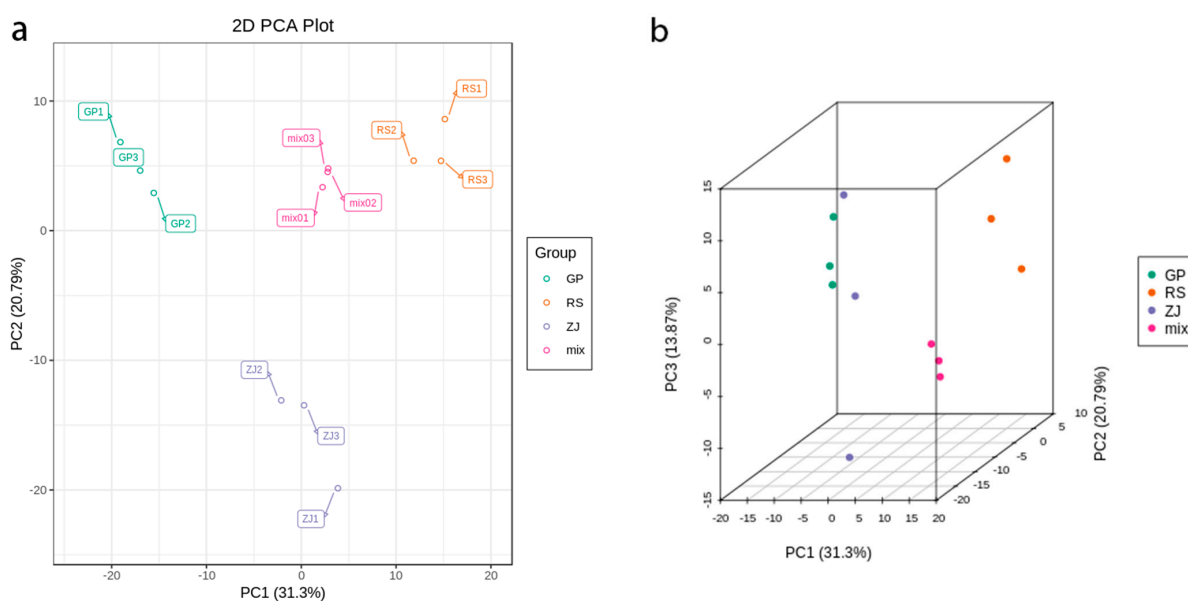 a
2D PCA Plot
10
0
-10
-20
PC2 (20.79%)
GP1
GP3
GP2
mix03
mix02
mix01
RS1
RS2
RS3
ZJ2
ZJ3
ZJ1
-20
-10
0
10
20
PC1 (31.3%)
Group
GP
RS
ZJ
mix
b
15
10
5
0
-5
-10
-15
PC3 (13.87%)
-20
-15
-10
-5
0
5
10
15
20
PC1 (31.3%)
-20
-15
-10
-5
0
5
10
PC2 (20.79%)
GP
RS
ZJ
mix